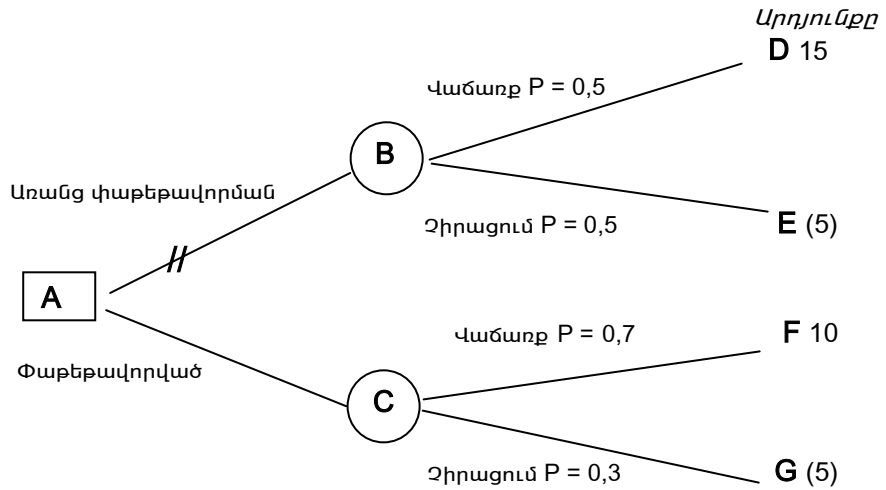 Արդյունքը
D 15
Վաճառք P = 0,5
B
Առանց փաթեթավորման
Չիրացում P = 0,5
E (5)
A
Վաճառք P = 0,7
F 10
Փաթեթավորված
C
Չիրացում P = 0,3
G (5)